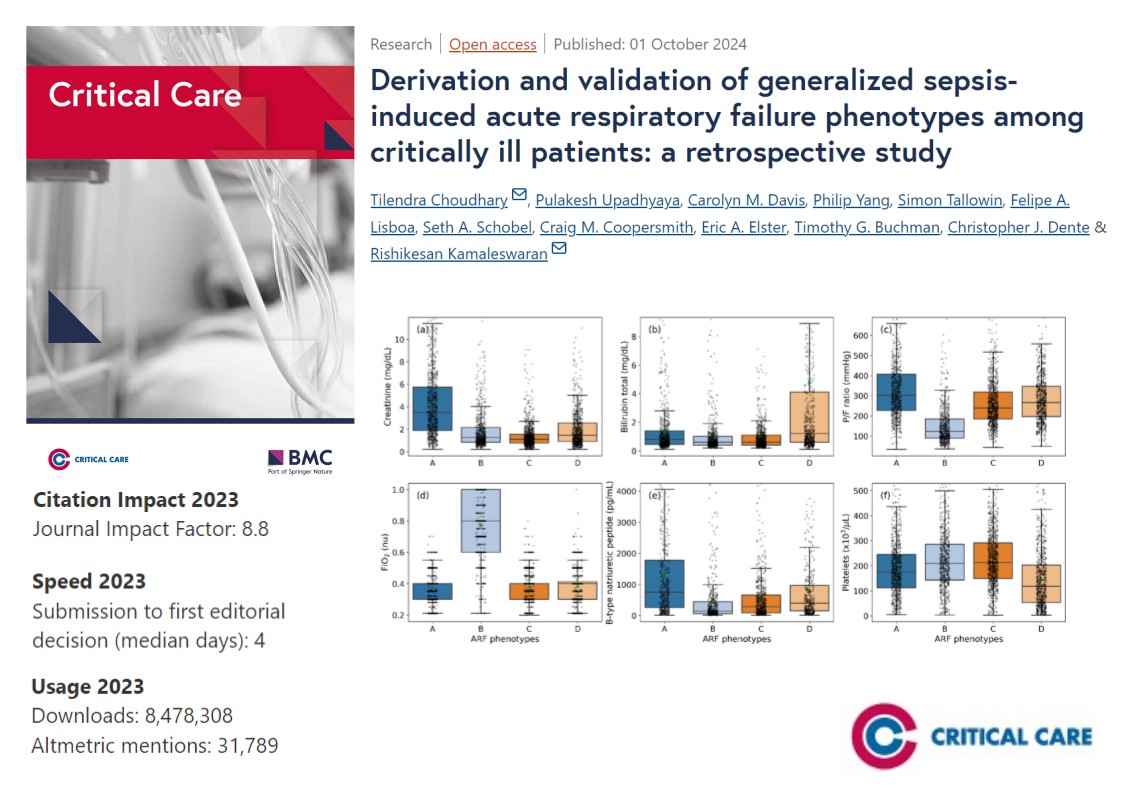 Critical Care
CRITICAL CARE
BMC
Part of Springer Nature
Citation Impact 2023
Journal Impact Factor: 8.8
Speed 2023
Submission to first editorial
decision (median days): 4
Usage 2023
Downloads: 8,478,308
Altmetric mentions: 31,789
Research | Open access | Published: 01 October 2024
Derivation and validation of generalized sepsis-
induced acute respiratory failure phenotypes among
critically ill patients: a retrospective study
Tilendra Choudhary, Pulakesh Upadhyaya, Carolyn M. Davis, Philip Yang, Simon Tallowin, Felipe A.
Lisboa, Seth A. Schobel, Craig M. Coopersmith, Eric A. Elster, Timothy G. Buchman, Christopher J. Dente &
Rishikesan Kamaleswaran
(a)
Creatinine (mg/dL)
10
8
6
4
2
0
A B C D
(b)
Bilirubin total (mg/dL)
8
6
4
2
0
A B C D
(c)
P/F ratio (mmHg)
600
500
400
300
200
100
A B C D
(d)
FiO2 (nu)
1.0
0.8
0.6
0.4
0.2
A B C D
ARF phenotypes
(e)
B-type natriuretic peptide (pg/mL)
4000
3000
2000
1000
0
A B C D
ARF phenotypes
(f)
Platelets (x10³/μL)
500
400
300
200
100
0
A B C D
ARF phenotypes
CRITICAL CARE